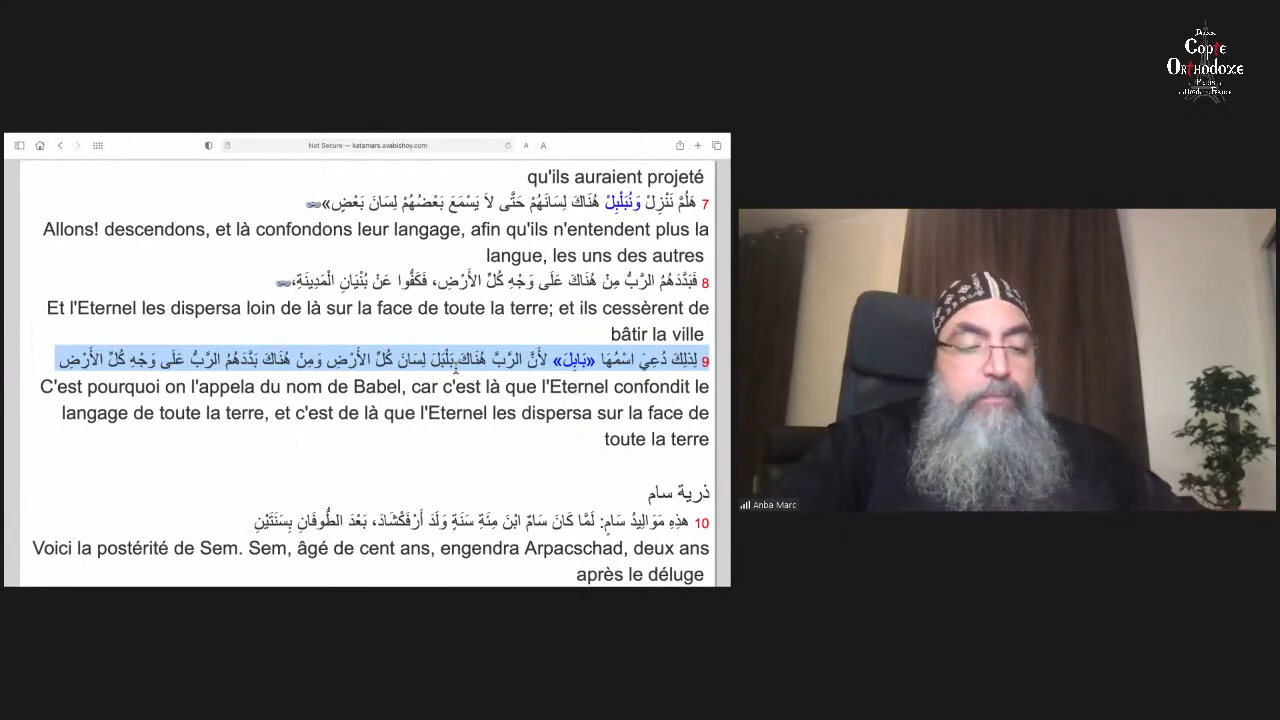 Copte
Orthodoxe
Not Secure — katamars.avabishoy.com
A A
qu'ils auraient projeté
7 هَلُمَّ نَنْزِلْ وَنُبَلْبِلْ هُنَاكَ لِسَانَهُمْ حَتَّى لاَ يَسْمَعَ بَعْضُهُمْ لِسَانَ بَعْضٍ»
Allons! descendons, et là confondons leur langage, afin qu'ils n'entendent plus la
langue, les uns des autres
8 فَبَدَّدَهُمُ الرَّبُّ مِنْ هُنَاكَ عَلَى وَجْهِ كُلِّ الأَرْضِ، فَكَفُّوا عَنْ بُنْيَانِ الْمَدِينَةِ،
Et l'Eternel les dispersa loin de là sur la face de toute la terre; et ils cessèrent de
bâtir la ville
9 لِذلِكَ دُعِيَ اسْمُهَا «بَابِلَ» لأَنَّ الرَّبَّ هُنَاكَ بَلْبَلَ لِسَانَ كُلِّ الأَرْضِ وَمِنْ هُنَاكَ بَدَّدَهُمُ الرَّبُّ عَلَى وَجْهِ كُلِّ الأَرْضِ
C'est pourquoi on l'appela du nom de Babel, car c'est là que l'Eternel confondit le
langage de toute la terre, et c'est de là que l'Eternel les dispersa sur la face de
toute la terre
ذرية سام
10 هذِهِ مَوَالِيدُ سَامٍ: لَمَّا كَانَ سَامٌ ابْنَ مِئَةِ سَنَةٍ وَلَدَ أَرْفَكْشَادَ، بَعْدَ الطُّوفَانِ بِسَنَتَيْنِ
Voici la postérité de Sem. Sem, âgé de cent ans, engendra Arpacschad, deux ans
après le déluge
Anba Marc